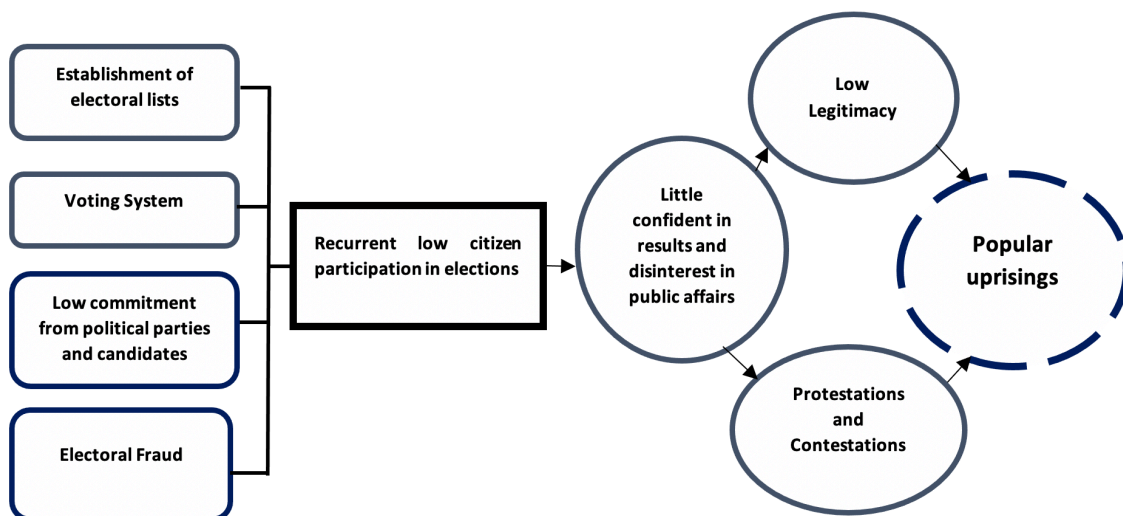 Establishment of
electoral lists
Voting System
Low commitment
from political parties
and candidates
Electoral Fraud
Recurrent low citizen
participation in elections
Little
confident in
results and
disinterest in
public affairs
Low
Legitimacy
Protestations
and
Contestations
Popular
uprisings